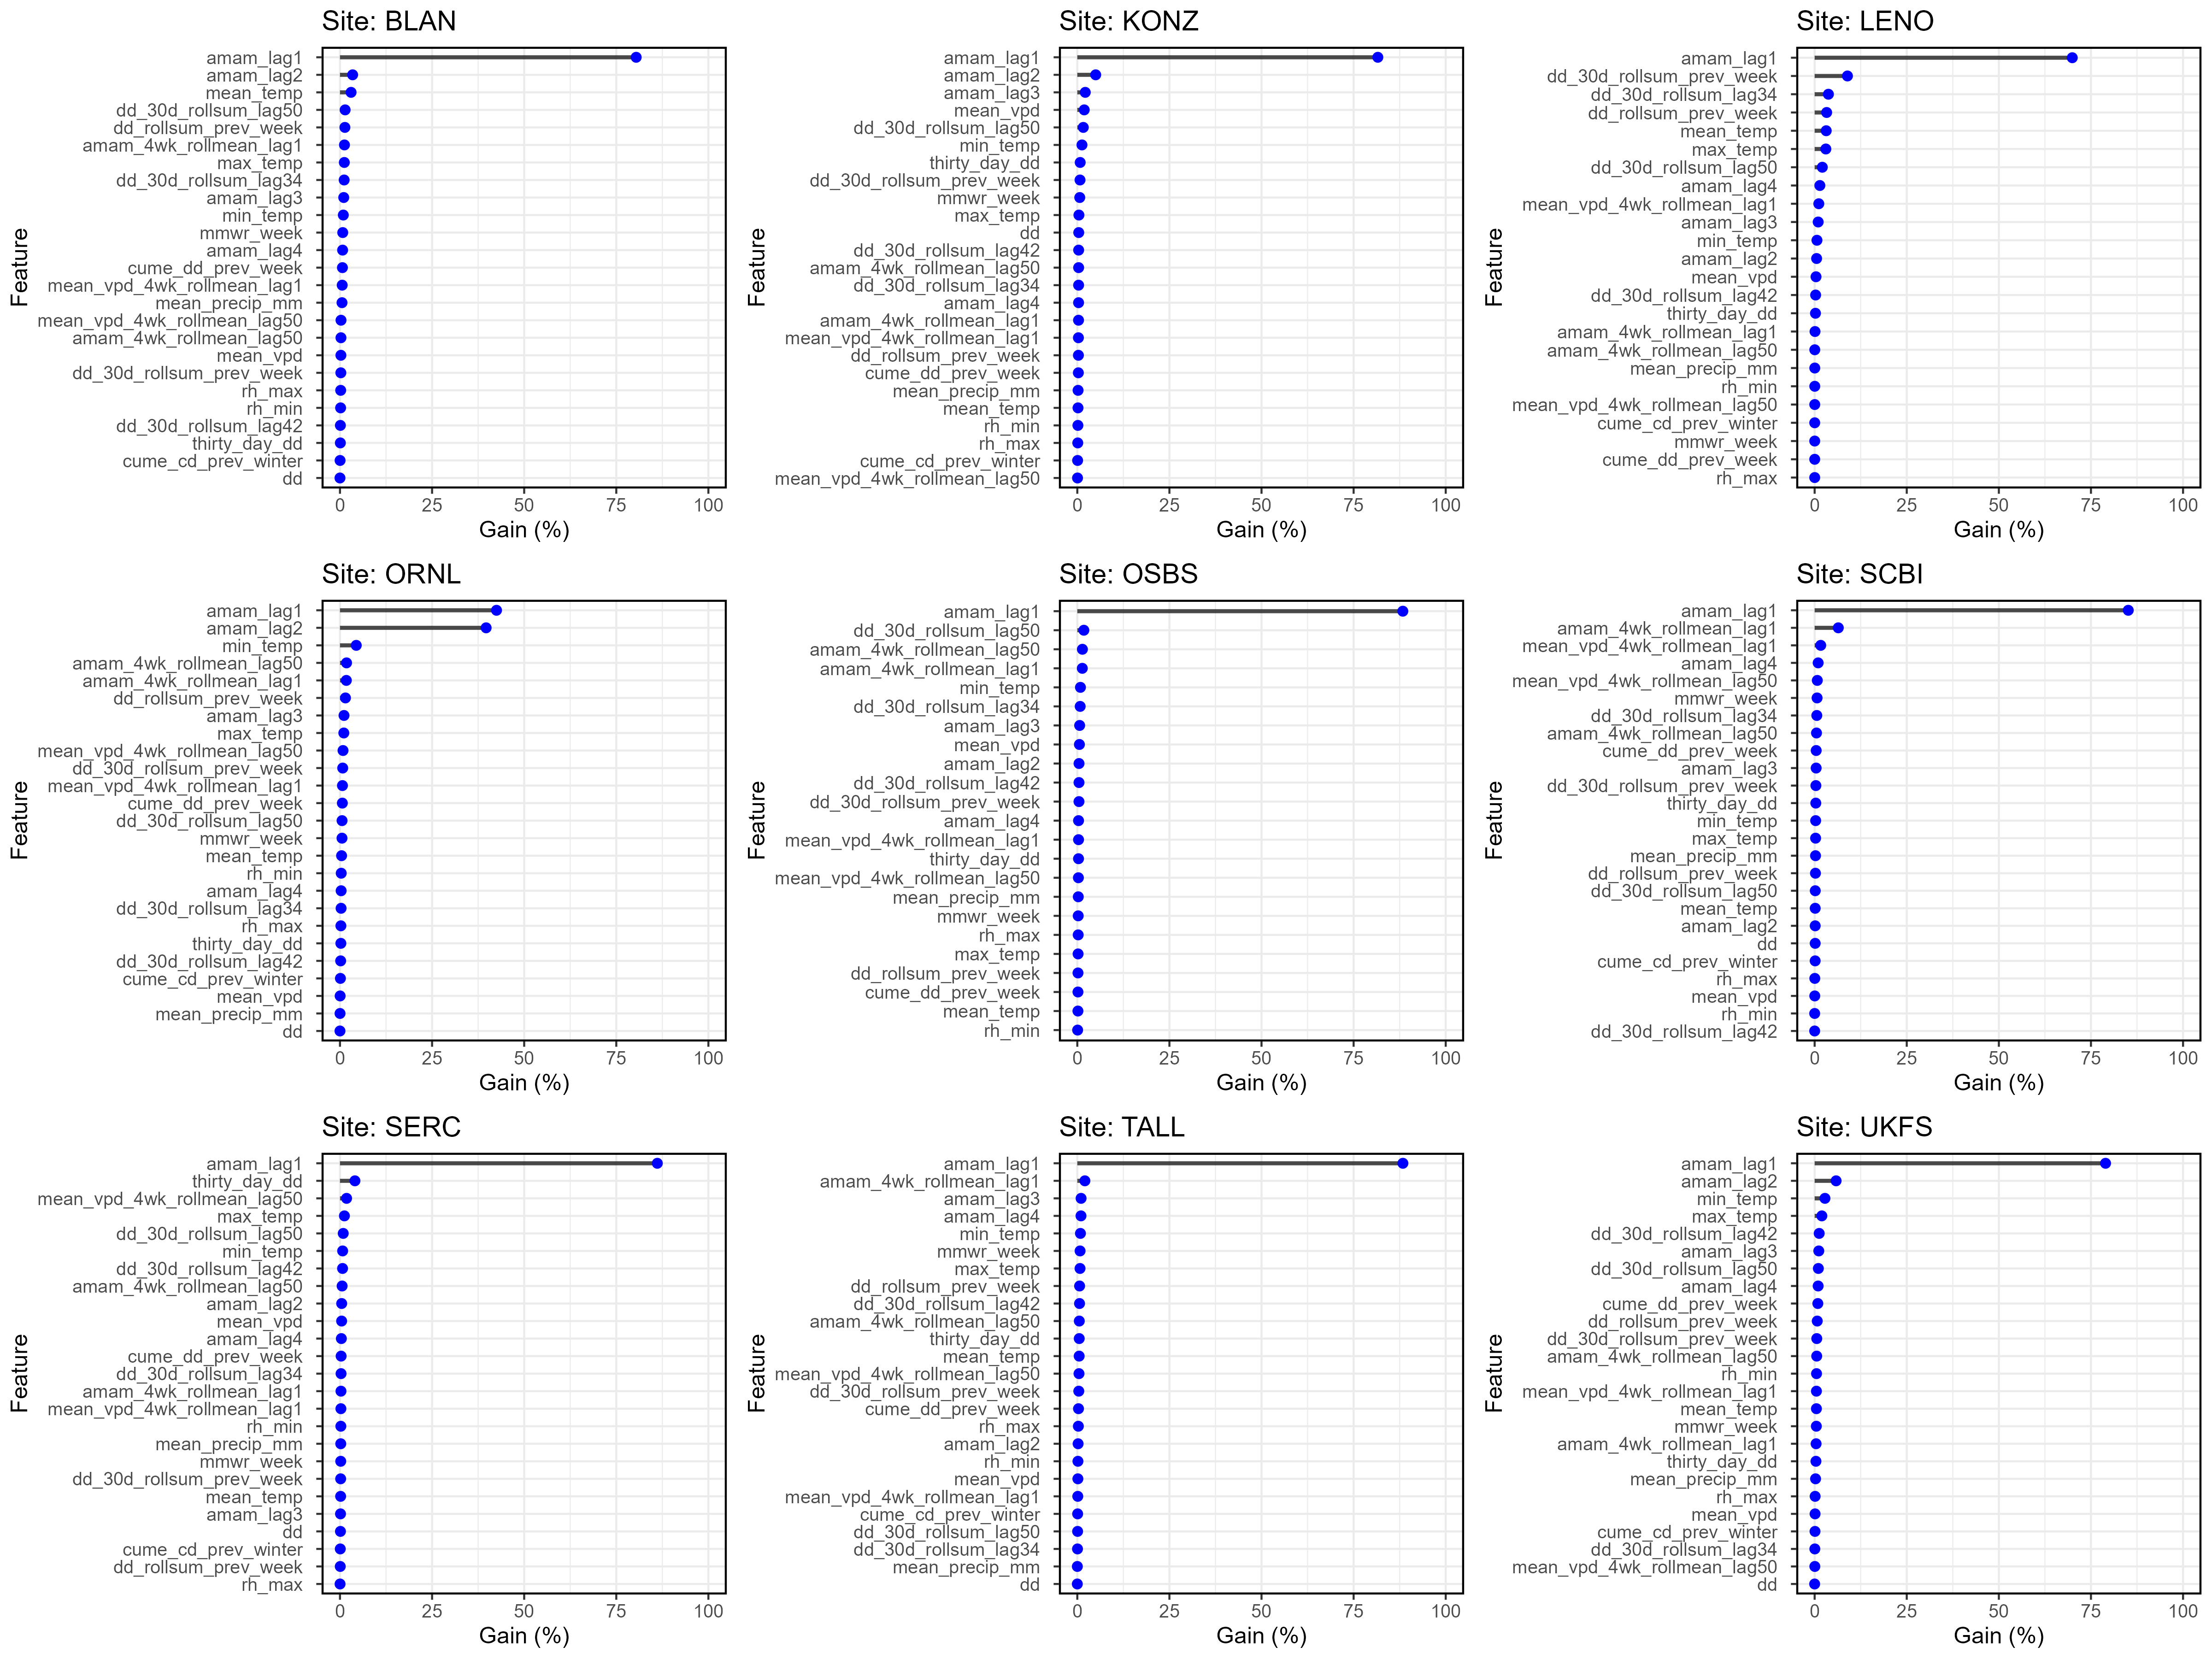 Site: BLAN
Feature
amam_lag1
amam_lag2
mean_temp
dd_30d_rollsum_lag50
dd_rollsum_prev_week
amam_4wk_rollmean_lag1
max_temp
dd_30d_rollsum_lag34
amam_lag3
min_temp
mmwr_week
amam_lag4
cume_dd_prev_week
mean_vpd_4wk_rollmean_lag1
mean_precip_mm
mean_vpd_4wk_rollmean_lag50
amam_4wk_rollmean_lag50
mean_vpd
dd_30d_rollsum_prev_week
rh_max
rh_min
dd_30d_rollsum_lag42
thirty_day_dd
cume_cd_prev_winter
dd
0 25 50 75 100
Gain (%)
Site: KONZ
Feature
amam_lag1
amam_lag2
amam_lag3
mean_vpd
dd_30d_rollsum_lag50
min_temp
thirty_day_dd
dd_30d_rollsum_prev_week
mmwr_week
max_temp
dd
dd_30d_rollsum_lag42
amam_4wk_rollmean_lag50
dd_30d_rollsum_lag34
amam_lag4
amam_4wk_rollmean_lag1
mean_vpd_4wk_rollmean_lag1
dd_rollsum_prev_week
cume_dd_prev_week
mean_precip_mm
mean_temp
rh_min
rh_max
cume_cd_prev_winter
mean_vpd_4wk_rollmean_lag50
0 25 50 75 100
Gain (%)
Site: LENO
Feature
amam_lag1
dd_30d_rollsum_prev_week
dd_30d_rollsum_lag34
dd_rollsum_prev_week
mean_temp
max_temp
dd_30d_rollsum_lag50
amam_lag4
mean_vpd_4wk_rollmean_lag1
amam_lag3
min_temp
amam_lag2
mean_vpd
dd_30d_rollsum_lag42
thirty_day_dd
amam_4wk_rollmean_lag1
amam_4wk_rollmean_lag50
mean_precip_mm
rh_min
mean_vpd_4wk_rollmean_lag50
cume_cd_prev_winter
mmwr_week
cume_dd_prev_week
rh_max
0 25 50 75 100
Gain (%)
Site: ORNL
Feature
amam_lag1
amam_lag2
min_temp
amam_4wk_rollmean_lag50
amam_4wk_rollmean_lag1
dd_rollsum_prev_week
amam_lag3
max_temp
mean_vpd_4wk_rollmean_lag50
dd_30d_rollsum_prev_week
mean_vpd_4wk_rollmean_lag1
cume_dd_prev_week
dd_30d_rollsum_lag50
mmwr_week
mean_temp
rh_min
amam_lag4
dd_30d_rollsum_lag34
rh_max
thirty_day_dd
dd_30d_rollsum_lag42
cume_cd_prev_winter
mean_vpd
mean_precip_mm
dd
0 25 50 75 100
Gain (%)
Site: OSBS
Feature
amam_lag1
dd_30d_rollsum_lag50
amam_4wk_rollmean_lag50
amam_4wk_rollmean_lag1
min_temp
dd_30d_rollsum_lag34
amam_lag3
mean_vpd
amam_lag2
dd_30d_rollsum_lag42
dd_30d_rollsum_prev_week
amam_lag4
mean_vpd_4wk_rollmean_lag1
thirty_day_dd
mean_vpd_4wk_rollmean_lag50
mean_precip_mm
mmwr_week
rh_max
max_temp
dd_rollsum_prev_week
cume_dd_prev_week
mean_temp
rh_min
0 25 50 75 100
Gain (%)
Site: SCBI
Feature
amam_lag1
amam_4wk_rollmean_lag1
mean_vpd_4wk_rollmean_lag1
amam_lag4
mean_vpd_4wk_rollmean_lag50
mmwr_week
dd_30d_rollsum_lag34
amam_4wk_rollmean_lag50
cume_dd_prev_week
amam_lag3
dd_30d_rollsum_prev_week
thirty_day_dd
min_temp
max_temp
mean_precip_mm
dd_rollsum_prev_week
dd_30d_rollsum_lag50
mean_temp
amam_lag2
dd
cume_cd_prev_winter
rh_max
mean_vpd
rh_min
dd_30d_rollsum_lag42
0 25 50 75 100
Gain (%)
Site: SERC
Feature
amam_lag1
thirty_day_dd
mean_vpd_4wk_rollmean_lag50
max_temp
dd_30d_rollsum_lag50
min_temp
dd_30d_rollsum_lag42
amam_4wk_rollmean_lag50
amam_lag2
mean_vpd
amam_lag4
cume_dd_prev_week
dd_30d_rollsum_lag34
amam_4wk_rollmean_lag1
mean_vpd_4wk_rollmean_lag1
rh_min
mean_precip_mm
mmwr_week
dd_30d_rollsum_prev_week
mean_temp
amam_lag3
dd
cume_cd_prev_winter
dd_rollsum_prev_week
rh_max
0 25 50 75 100
Gain (%)
Site: TALL
Feature
amam_lag1
amam_4wk_rollmean_lag1
amam_lag3
amam_lag4
min_temp
mmwr_week
max_temp
dd_rollsum_prev_week
dd_30d_rollsum_lag42
amam_4wk_rollmean_lag50
thirty_day_dd
mean_temp
mean_vpd_4wk_rollmean_lag50
dd_30d_rollsum_prev_week
cume_dd_prev_week
rh_max
amam_lag2
rh_min
mean_vpd
mean_vpd_4wk_rollmean_lag1
cume_cd_prev_winter
dd_30d_rollsum_lag50
dd_30d_rollsum_lag34
mean_precip_mm
dd
0 25 50 75 100
Gain (%)
Site: UKFS
Feature
amam_lag1
amam_lag2
min_temp
max_temp
dd_30d_rollsum_lag42
amam_lag3
dd_30d_rollsum_lag50
amam_lag4
cume_dd_prev_week
dd_rollsum_prev_week
dd_30d_rollsum_prev_week
amam_4wk_rollmean_lag50
rh_min
mean_vpd_4wk_rollmean_lag1
mean_temp
mmwr_week
amam_4wk_rollmean_lag1
thirty_day_dd
mean_precip_mm
rh_max
mean_vpd
cume_cd_prev_winter
dd_30d_rollsum_lag34
mean_vpd_4wk_rollmean_lag50
dd
0 25 50 75 100
Gain (%)